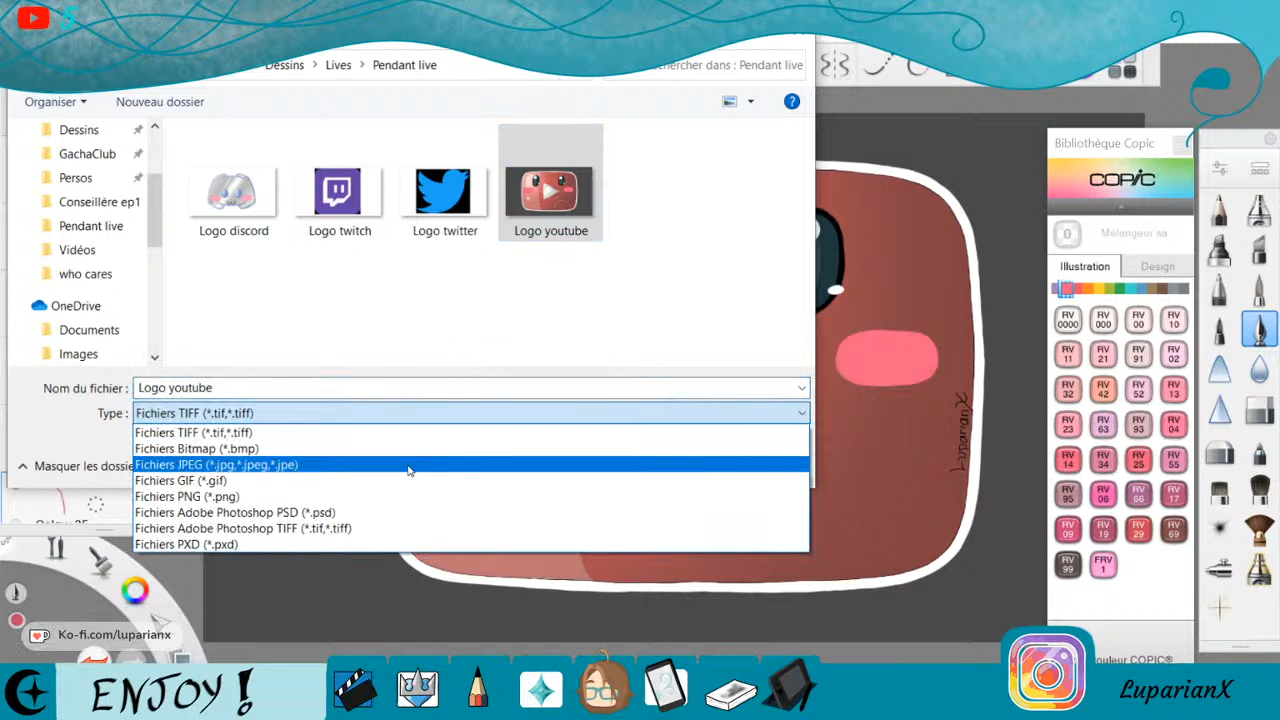 5
Dessins > Lives > Pendant live
chercher dans : Pendant live
Organiser
Nouveau dossier
?
Dessins
GachaClub
Persos
Conseillère ep1
Pendant live
Vidéos
who cares
OneDrive
Documents
Images
Logo discord
Logo twitch
Logo twitter
Logo youtube
Nom du fichier :
Logo youtube
Type :
Fichiers TIFF (*.tif,*.tiff)
Fichiers TIFF (*.tif,*.tiff)
Fichiers Bitmap (*.bmp)
Fichiers JPEG (*.jpg,*.jpeg,*.jpe)
Fichiers GIF (*.gif)
Fichiers PNG (*.png)
Fichiers Adobe Photoshop PSD (*.psd)
Fichiers Adobe Photoshop TIFF (*.tif,*.tiff)
Fichiers PXD (*.pxd)
Masquer les dossie
LuparianX
Bibliothèque Copic
COPIC
0
Mélangeur sa
Illustration
Design
RV 0000
RV 000
RV 00
RV 10
RV 11
RV 21
RV 91
RV 02
RV 32
RV 42
RV 52
RV 13
RV 23
RV 63
RV 93
RV 04
RV 14
RV 34
RV 25
RV 55
RV 95
RV 06
RV 66
RV 17
RV 09
RV 19
RV 29
RV 69
RV 99
FRV 1
ouleur COPIC®
Ko-fi.com/luparianx
ENJOY !
LuparianX